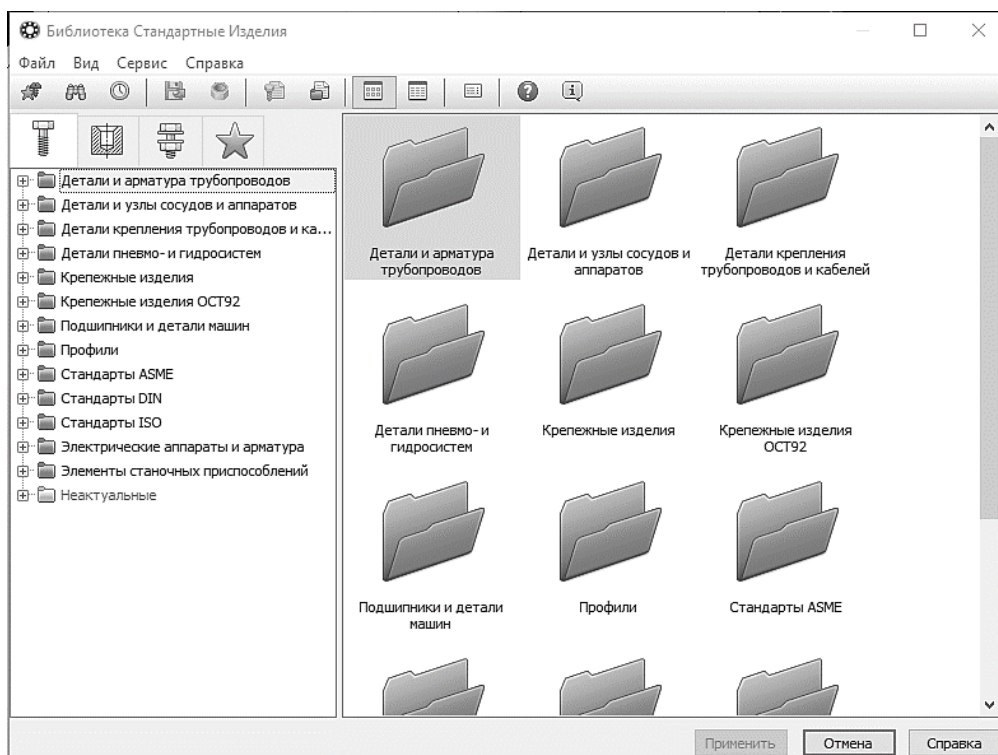 Библиотека Стандартные Изделия
Файл Вид Сервис Справка
Детали и арматура трубопроводов
Детали и узлы сосудов и аппаратов
Детали крепления трубопроводов и ка...
Детали пневмо- и гидросистем
Крепежные изделия
Крепежные изделия ОСТ92
Подшипники и детали машин
Профили
Стандарты ASME
Стандарты DIN
Стандарты ISO
Электрические аппараты и арматура
Элементы станочных приспособлений
Неактуальные
Детали и арматура
трубопроводов
Детали и узлы сосудов и
аппаратов
Детали крепления
трубопроводов и кабелей
Детали пневмо- и
гидросистем
Крепежные изделия
Крепежные изделия
ОСТ92
Подшипники и детали
машин
Профили
Стандарты ASME
Применить Отмена Справка